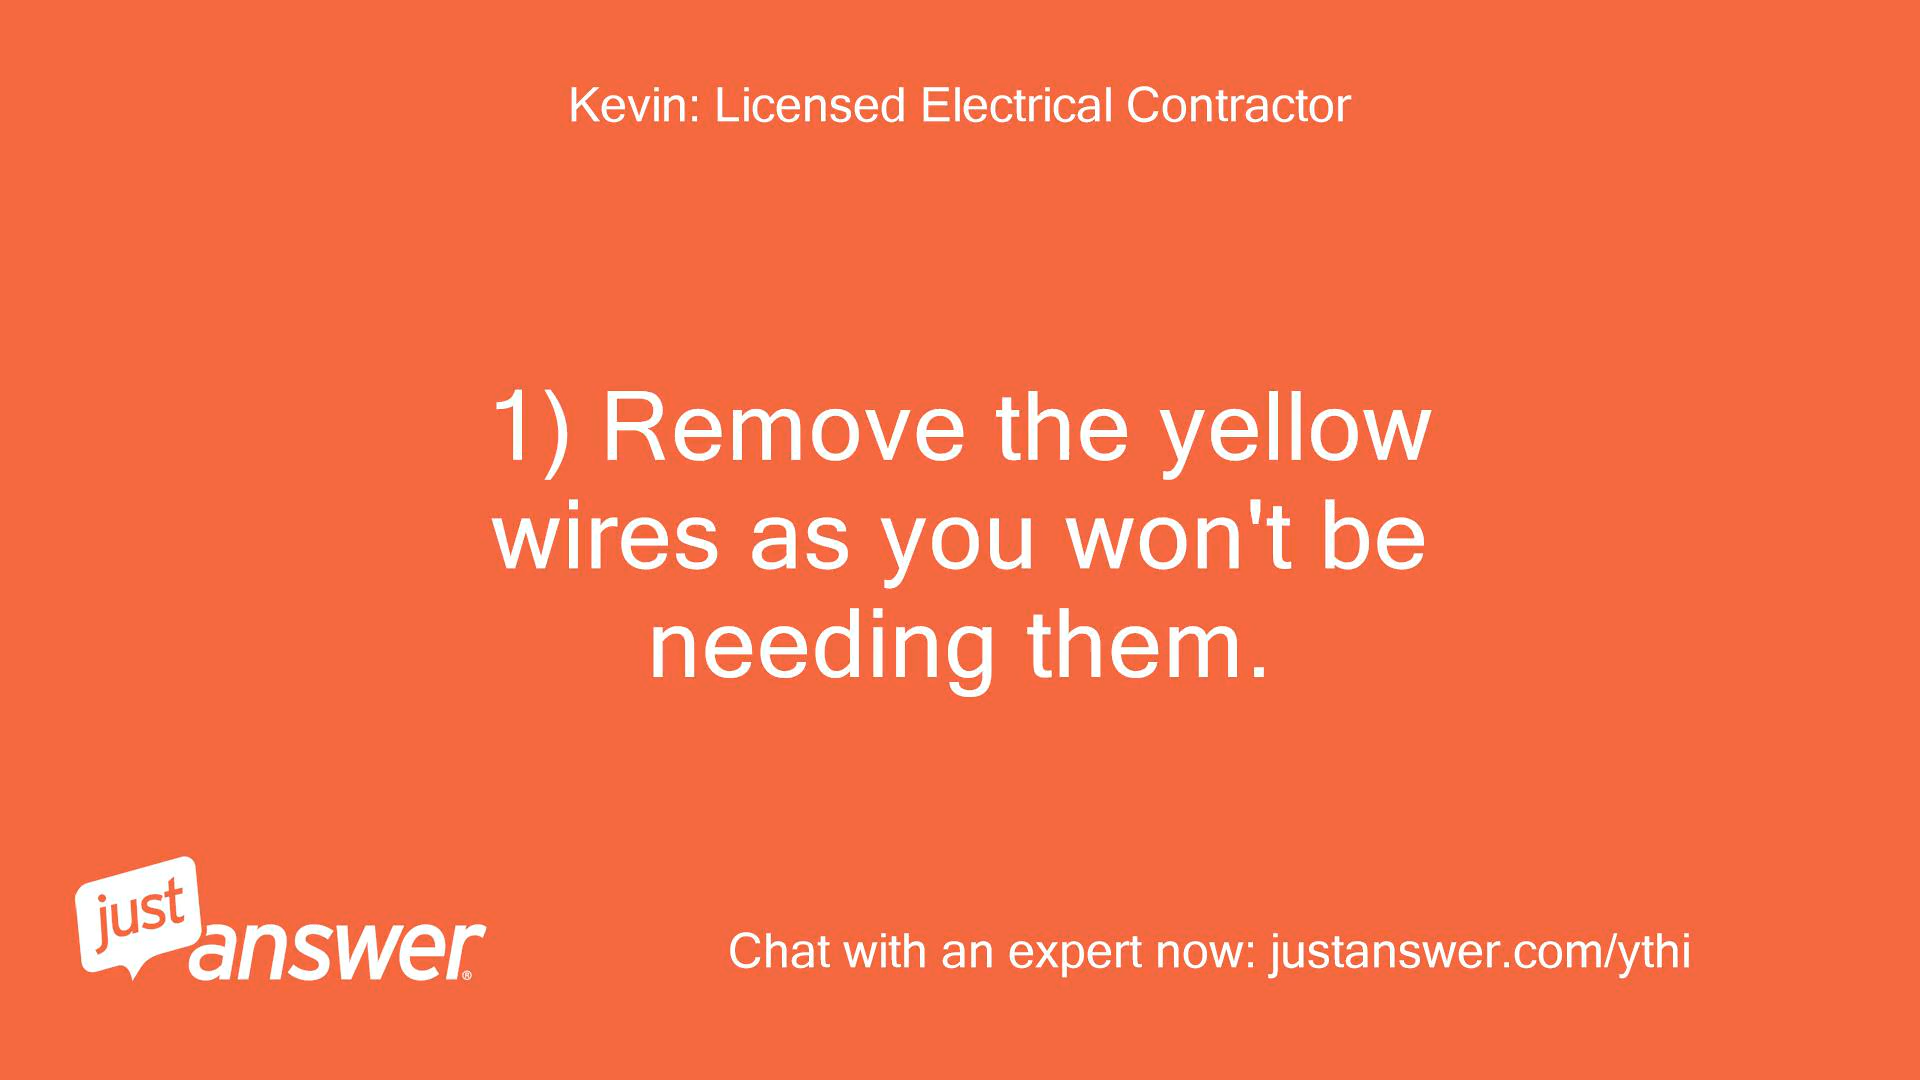 Kevin: Licensed Electrical Contractor
1) Remove the yellow
wires as you won't be
needing them.
just
answer®
Chat with an expert now: justanswer.com/ythi